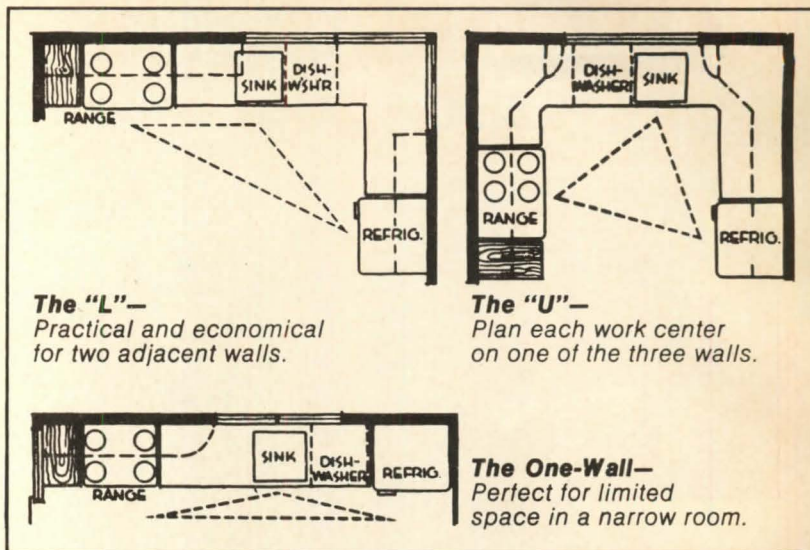 RANGE
SINK
DISH-
W'SH'R
REFRIG.
The "L"—
Practical and economical
for two adjacent walls.
DISH-
WASHER
SINK
RANGE
REFRIG.
The "U"—
Plan each work center
on one of the three walls.
RANGE
SINK
DISH-
WASHER
REFRIG.
The One-Wall—
Perfect for limited
space in a narrow room.